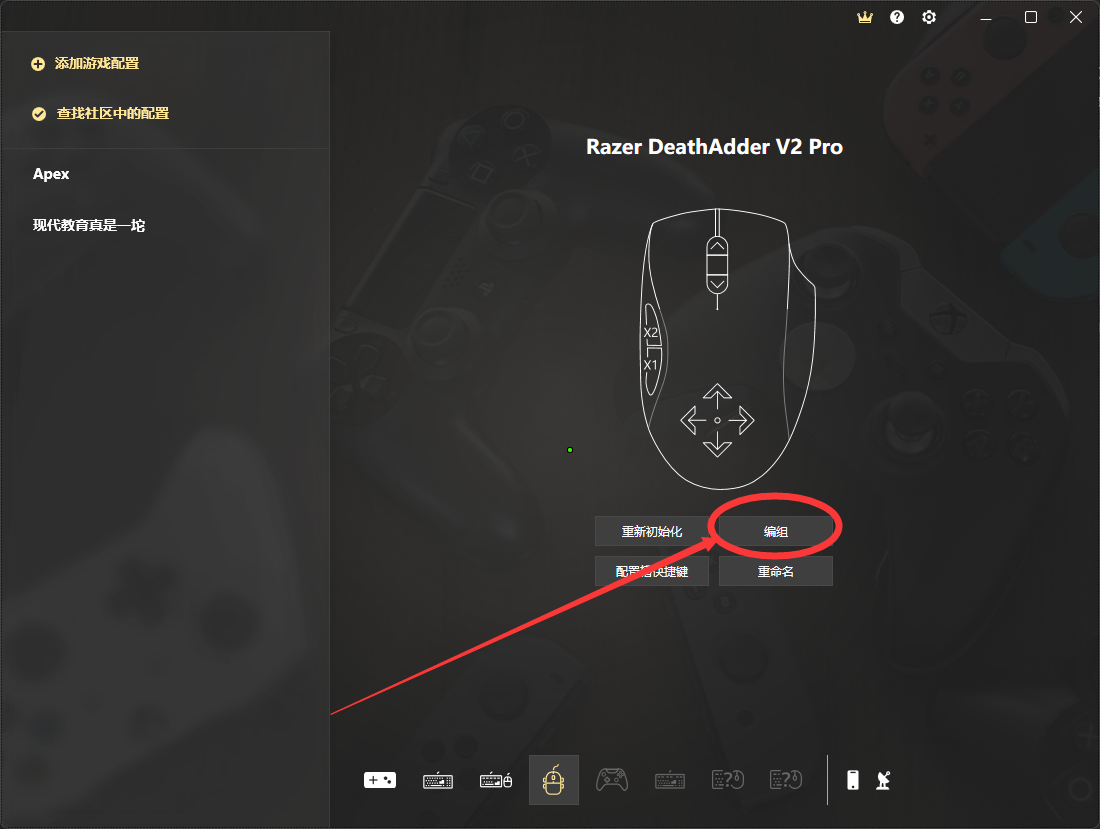 添加游戏配置
查找社区中的配置
Apex
现代教育真是一坨
Razer DeathAdder V2 Pro
X2
X1
重新初始化
编组
配置槽快捷键
重命名